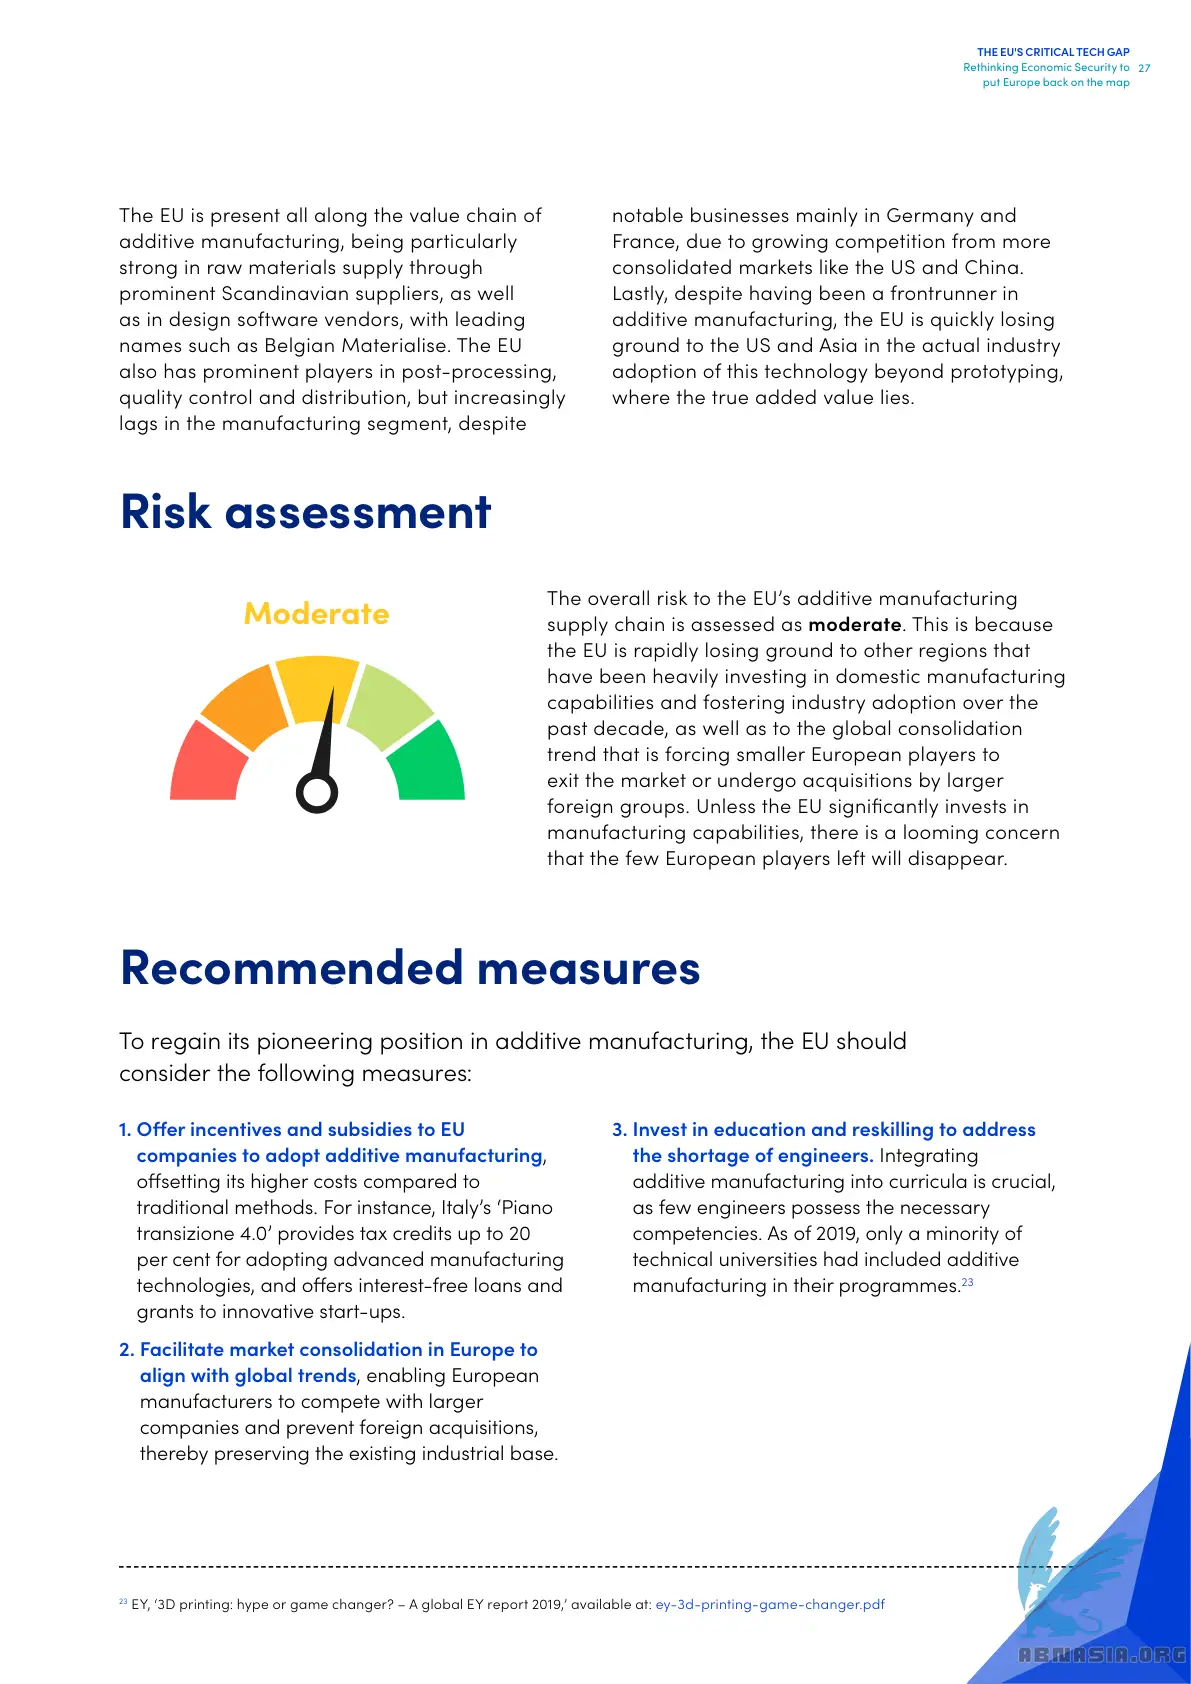 THE EU'S CRITICAL TECH GAP
Rethinking Economic Security to
put Europe back on the map
27
The EU is present all along the value chain of
additive manufacturing, being particularly
strong in raw materials supply through
prominent Scandinavian suppliers, as well
as in design software vendors, with leading
names such as Belgian Materialise. The EU
also has prominent players in post-processing,
quality control and distribution, but increasingly
lags in the manufacturing segment, despite
notable businesses mainly in Germany and
France, due to growing competition from more
consolidated markets like the US and China.
Lastly, despite having been a frontrunner in
additive manufacturing, the EU is quickly losing
ground to the US and Asia in the actual industry
adoption of this technology beyond prototyping,
where the true added value lies.
Risk assessment
Moderate
The overall risk to the EU’s additive manufacturing
supply chain is assessed as moderate. This is because
the EU is rapidly losing ground to other regions that
have been heavily investing in domestic manufacturing
capabilities and fostering industry adoption over the
past decade, as well as to the global consolidation
trend that is forcing smaller European players to
exit the market or undergo acquisitions by larger
foreign groups. Unless the EU significantly invests in
manufacturing capabilities, there is a looming concern
that the few European players left will disappear.
Recommended measures
To regain its pioneering position in additive manufacturing, the EU should
consider the following measures:
1. Offer incentives and subsidies to EU
companies to adopt additive manufacturing,
offsetting its higher costs compared to
traditional methods. For instance, Italy’s ‘Piano
transizione 4.0’ provides tax credits up to 20
per cent for adopting advanced manufacturing
technologies, and offers interest-free loans and
grants to innovative start-ups.
2. Facilitate market consolidation in Europe to
align with global trends, enabling European
manufacturers to compete with larger
companies and prevent foreign acquisitions,
thereby preserving the existing industrial base.
3. Invest in education and reskilling to address
the shortage of engineers. Integrating
additive manufacturing into curricula is crucial,
as few engineers possess the necessary
competencies. As of 2019, only a minority of
technical universities had included additive
manufacturing in their programmes.23
23 EY, ‘3D printing: hype or game changer? – A global EY report 2019,’ available at: ey-3d-printing-game-changer.pdf
ABNASIA.ORG